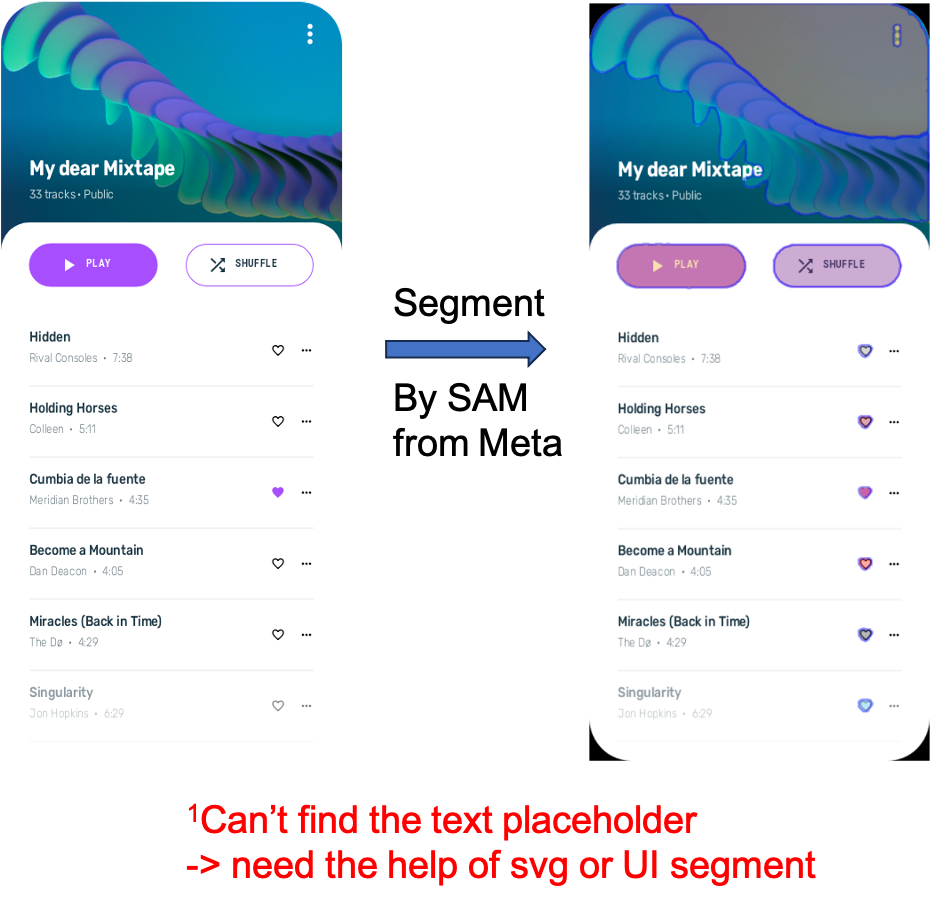 My dear Mixtape
33 tracks • Public
PLAY
SHUFFLE
Hidden
Rival Consoles • 7:38
Holding Horses
Colleen • 5:11
Cumbia de la fuente
Meridian Brothers • 4:35
Become a Mountain
Dan Deacon • 4:05
Miracles (Back in Time)
The Dø • 4:29
Singularity
Jon Hopkins • 6:29
Segment
By SAM
from Meta
My dear Mixtape
33 tracks • Public
PLAY
SHUFFLE
Hidden
Rival Consoles • 7:38
Holding Horses
Colleen • 5:11
Cumbia de la fuente
Meridian Brothers • 4:35
Become a Mountain
Dan Deacon • 4:05
Miracles (Back in Time)
The Dø • 4:29
Singularity
Jon Hopkins • 6:29
¹Can’t find the text placeholder
-> need the help of svg or UI segment